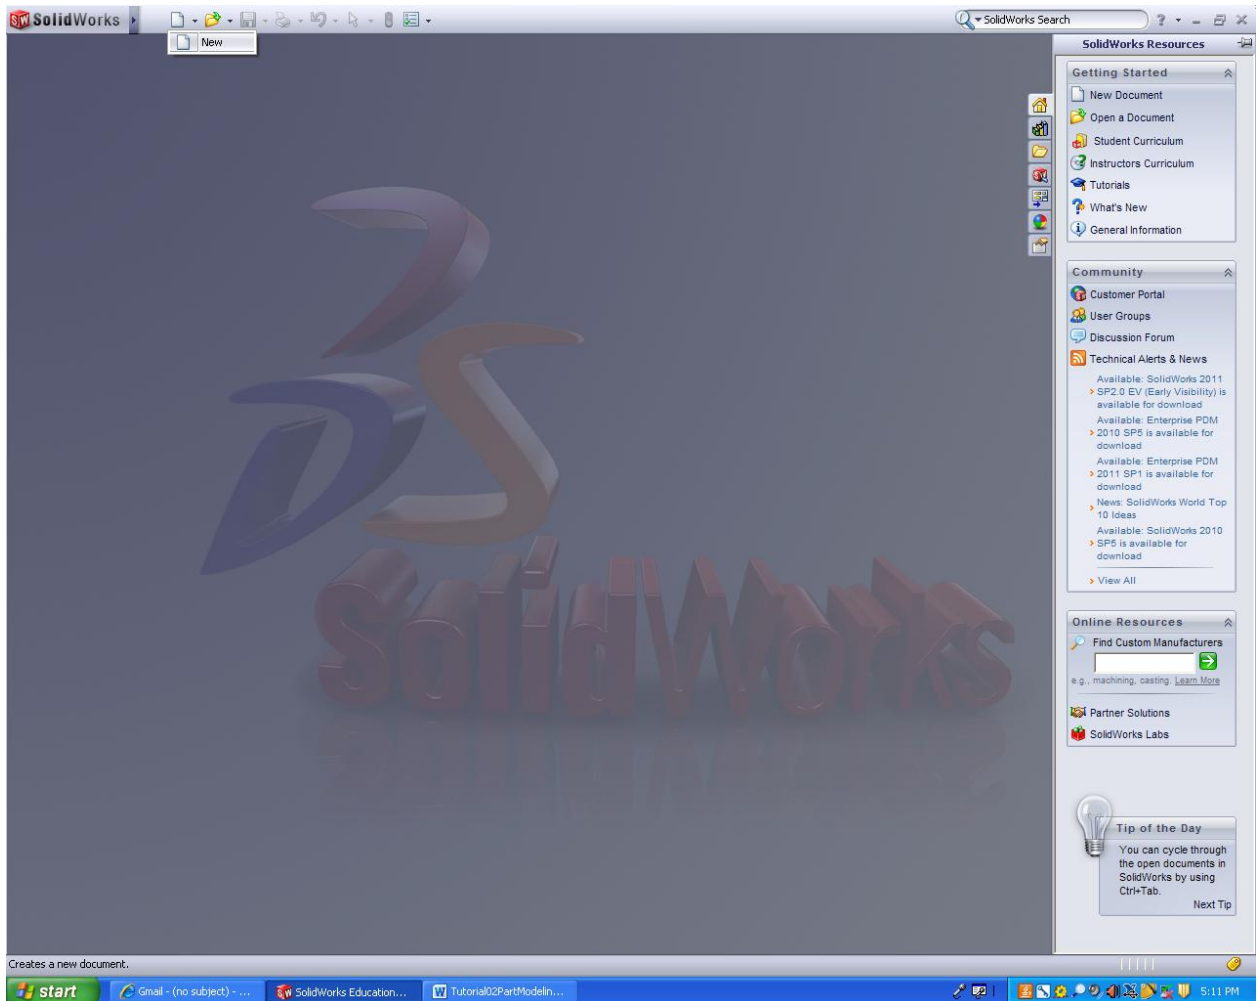 SolidWorks
SolidWorks Search
New
SolidWorks Resources
Getting Started
New Document
Open a Document
Student Curriculum
Instructors Curriculum
Tutorials
What's New
General Information
Community
Customer Portal
User Groups
Discussion Forum
Technical Alerts & News
Available: SolidWorks 2011
SP2.0 EV (Early Visibility) is
available for download
Available: Enterprise PDM
2010 SP5 is available for
download
Available: Enterprise PDM
2011 SP1 is available for
download
News: SolidWorks World Top
10 Ideas
Available: SolidWorks 2010
SP5 is available for
download
View All
Online Resources
Find Custom Manufacturers
e.g., machining, casting. Learn More
Partner Solutions
SolidWorks Labs
SolidWorks
Tip of the Day
You can cycle through
the open documents in
SolidWorks by using
Ctrl+Tab.
Next Tip
Creates a new document.
start
Gmail - (no subject) - ...
SolidWorks Education...
Tutorial02PartModelin...
5:11 PM